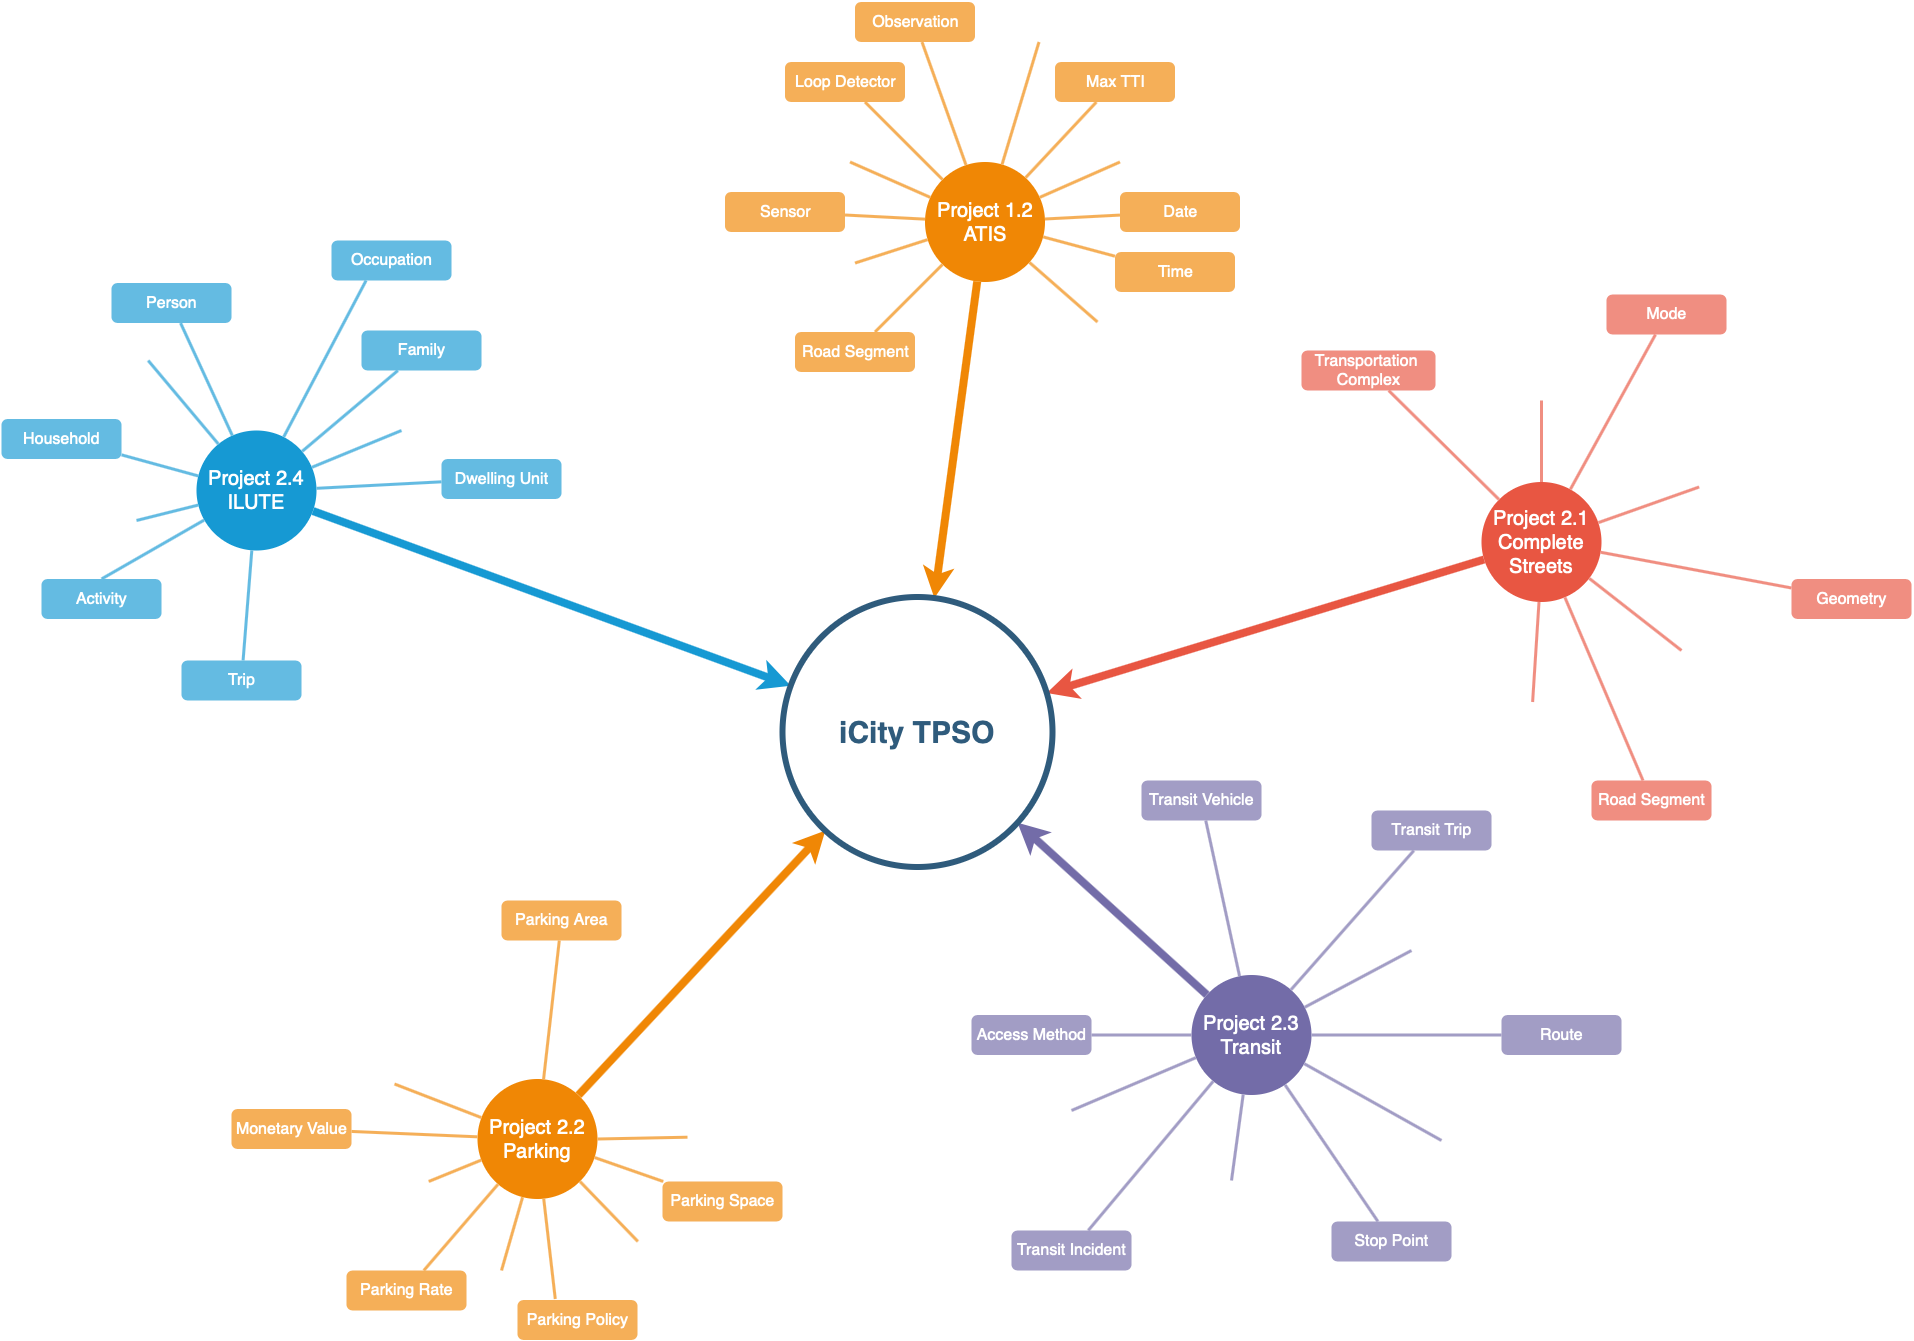 Observation
Loop Detector
Max TTI
Sensor
Project 1.2
ATIS
Date
Time
Road Segment
Occupation
Person
Family
Household
Project 2.4
ILUTE
Dwelling Unit
Activity
Trip
Mode
Transportation
Complex
Project 2.1
Complete
Streets
Geometry
Road Segment
iCity TPSO
Transit Vehicle
Transit Trip
Access Method
Project 2.3
Transit
Route
Transit Incident
Stop Point
Parking Area
Monetary Value
Project 2.2
Parking
Parking Space
Parking Rate
Parking Policy